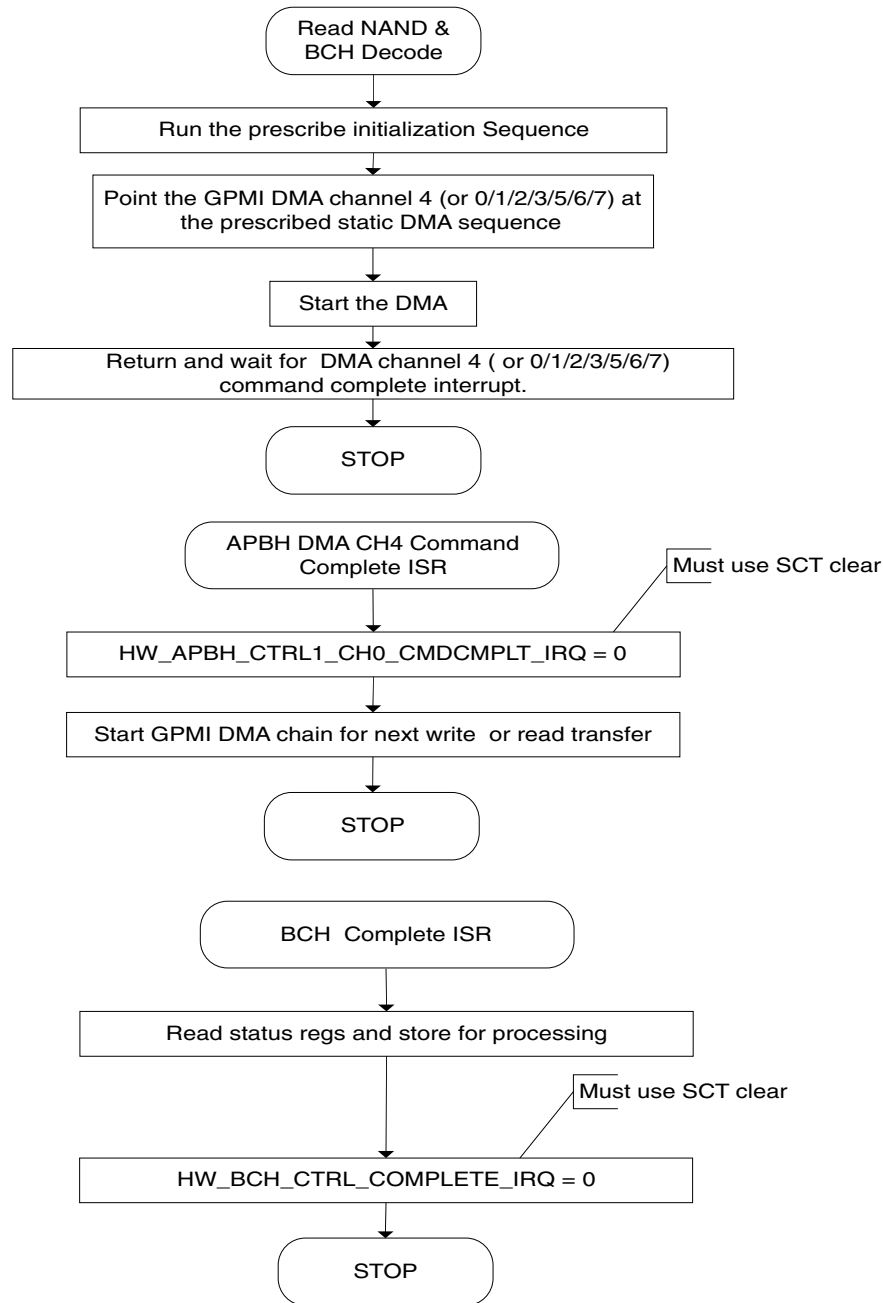 Read NAND &
BCH Decode
Run the prescribe initialization Sequence
Point the GPMI DMA channel 4 (or 0/1/2/3/5/6/7) at
the prescribed static DMA sequence
Start the DMA
Return and wait for  DMA channel 4 ( or 0/1/2/3/5/6/7)
command complete interrupt.
STOP
APBH DMA CH4 Command
Complete ISR
Must use SCT clear
HW_APBH_CTRL1_CH0_CMDCMPLT_IRQ = 0
Start GPMI DMA chain for next write  or read transfer
STOP
BCH  Complete ISR
Read status regs and store for processing
Must use SCT clear
HW_BCH_CTRL_COMPLETE_IRQ = 0
STOP